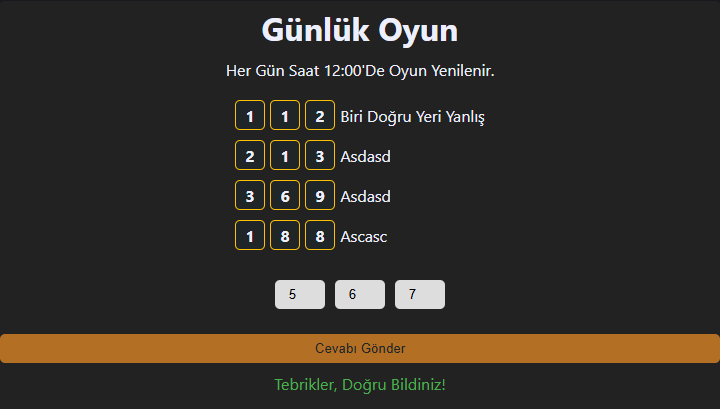 Günlük Oyun
Her Gün Saat 12:00'De Oyun Yenilenir.
1 1 2 Biri Doğru Yeri Yanlış
2 1 3 Asdasd
3 6 9 Asdasd
1 8 8 Ascasc
5 6 7
Cevabı Gönder
Tebrikler, Doğru Bildiniz!